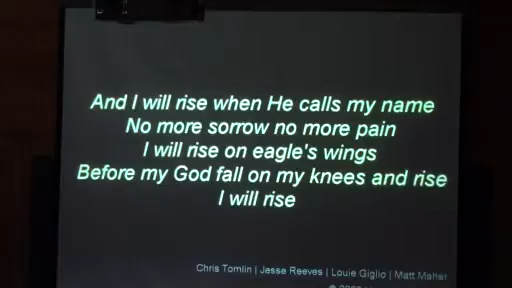 And I will rise when He calls my name
No more sorrow no more pain
I will rise on eagle's wings
Before my God fall on my knees and rise
I will rise
Chris Tomlin | Jesse Reeves | Louie Giglio | Matt Maher